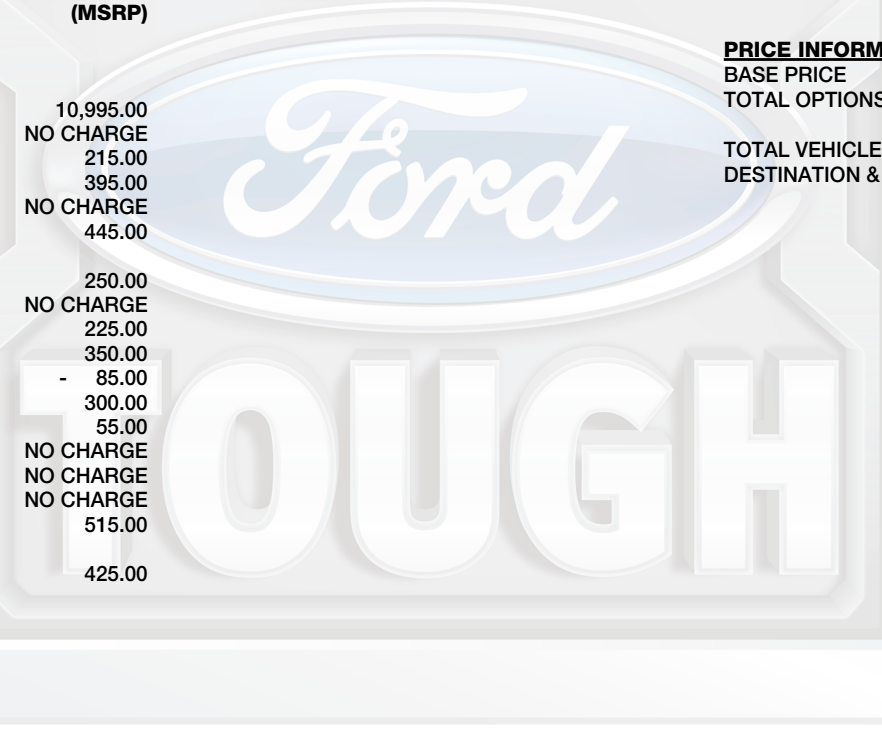 (MSRP)
10,995.00
NO CHARGE
215.00
395.00
NO CHARGE
445.00
250.00
NO CHARGE
225.00
350.00
- 85.00
300.00
55.00
NO CHARGE
NO CHARGE
NO CHARGE
515.00
425.00
PRICE INFORM
BASE PRICE
TOTAL OPTIONS
TOTAL VEHICLE
DESTINATION &
Ford
TOUGH